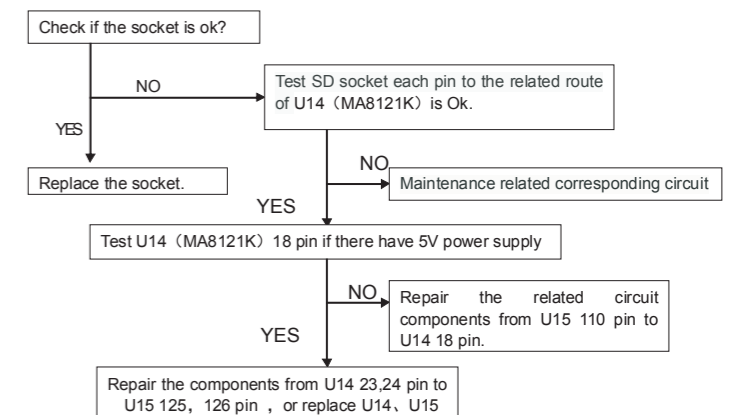 Check if the socket is ok?
NO
Test SD socket each pin to the related route
of U14（MA8121K）is Ok.
YES
Replace the socket.
NO
Maintenance related corresponding circuit
YES
Test U14（MA8121K）18 pin if there have 5V power supply
NO
Repair the related circuit
components from U15 110 pin to
U14 18 pin.
YES
Repair the components from U14 23,24 pin to
U15 125，126 pin ，or replace U14、U15